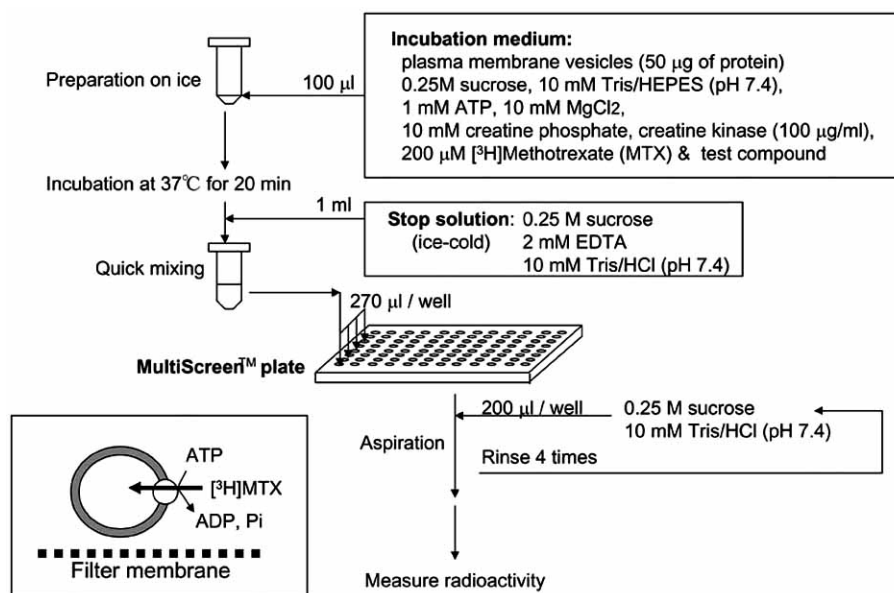 Preparation on ice
100 μl
Incubation medium:
plasma membrane vesicles (50 μg of protein)
0.25M sucrose, 10 mM Tris/HEPES (pH 7.4),
1 mM ATP, 10 mM MgCl2,
10 mM creatine phosphate, creatine kinase (100 μg/ml),
200 μM [³H]Methotrexate (MTX) & test compound
Incubation at 37℃ for 20 min
1 ml
Stop solution: 0.25 M sucrose
(ice-cold) 2 mM EDTA
10 mM Tris/HCl (pH 7.4)
Quick mixing
270 μl / well
MultiScreen™ plate
200 μl / well
0.25 M sucrose
10 mM Tris/HCl (pH 7.4)
Aspiration
Rinse 4 times
Measure radioactivity
ATP
[³H]MTX
ADP, Pi
Filter membrane